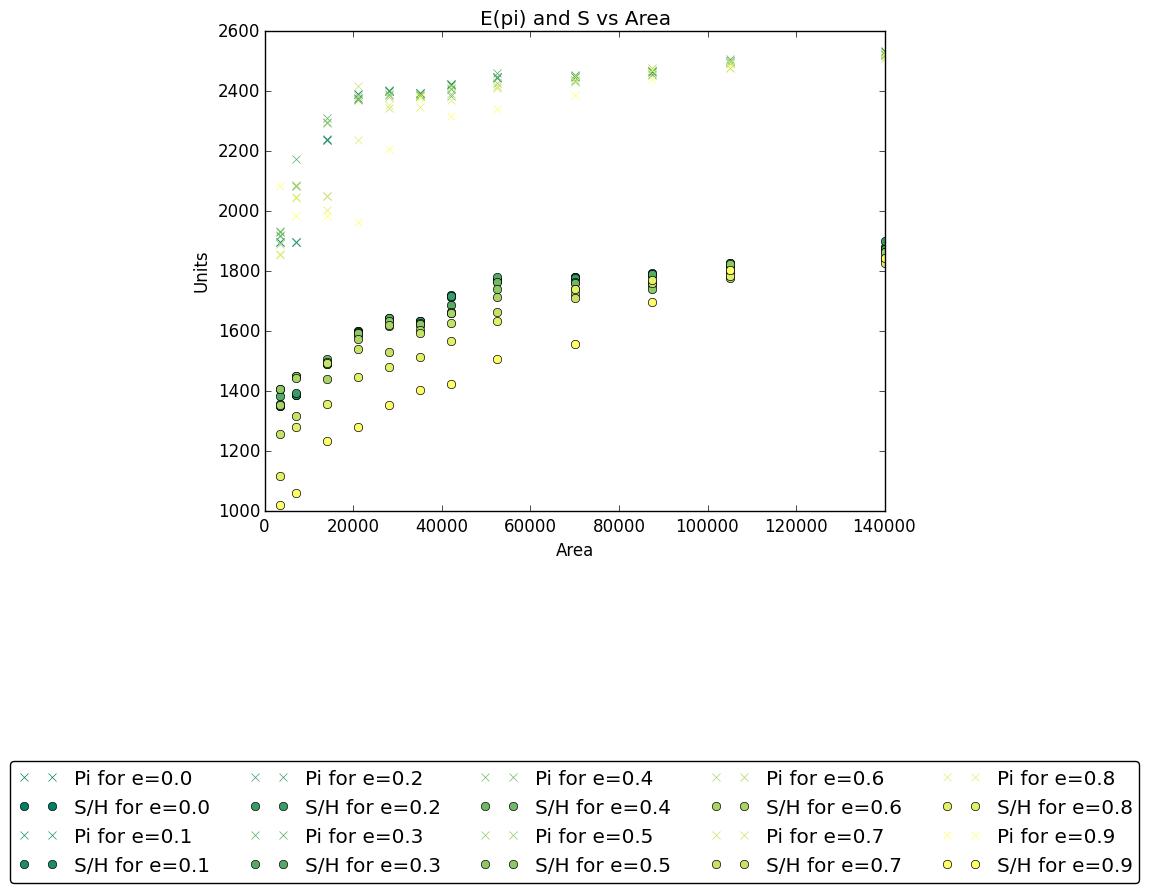 E(pi) and S vs Area
2600
2400
2200
2000
1800
1600
1400
1200
1000
Units
0 20000 40000 60000 80000 100000 120000 140000
Area
Pi for e=0.0 Pi for e=0.2 Pi for e=0.4 Pi for e=0.6 Pi for e=0.8
S/H for e=0.0 S/H for e=0.2 S/H for e=0.4 S/H for e=0.6 S/H for e=0.8
Pi for e=0.1 Pi for e=0.3 Pi for e=0.5 Pi for e=0.7 Pi for e=0.9
S/H for e=0.1 S/H for e=0.3 S/H for e=0.5 S/H for e=0.7 S/H for e=0.9